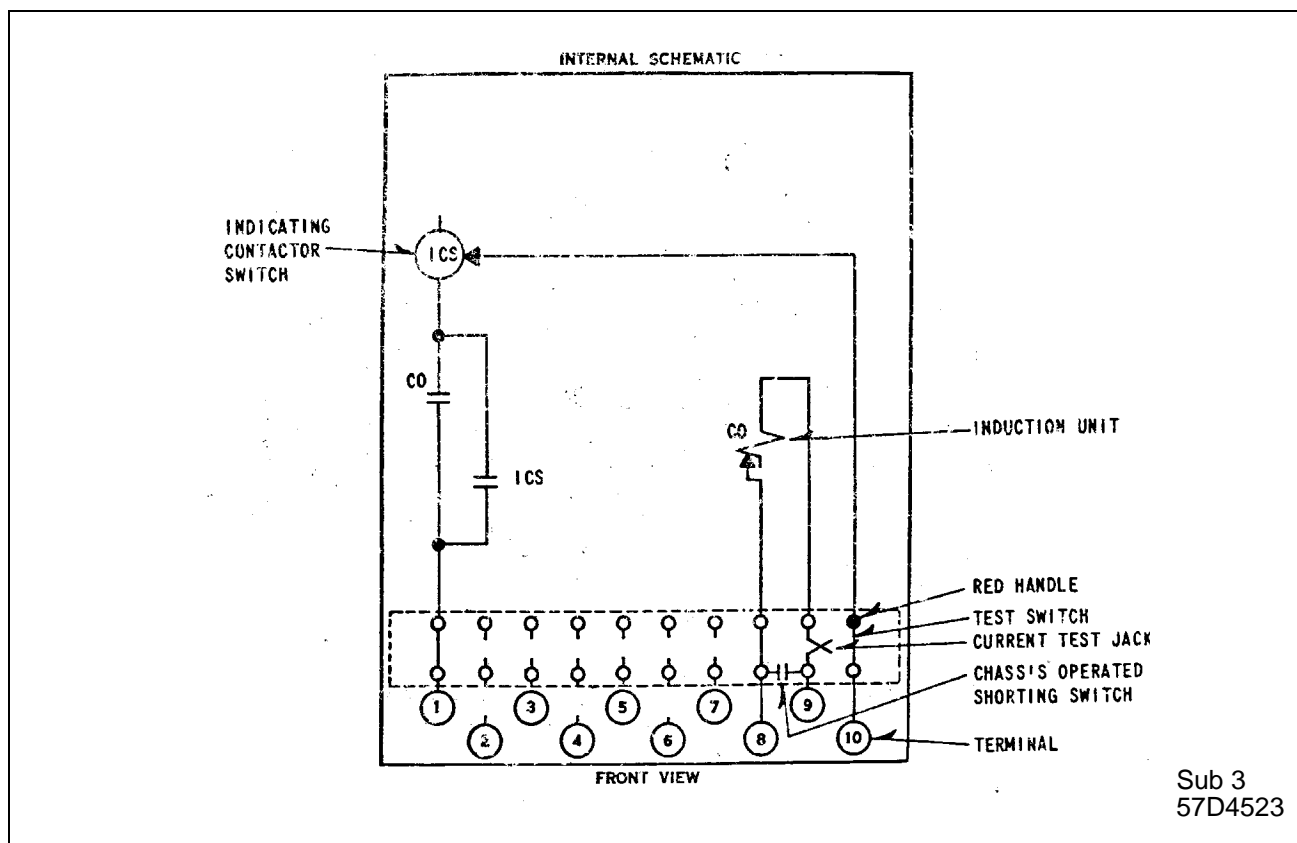 INTERNAL SCHEMATIC
INDICATING
CONTACTOR
SWITCH
ICS
CO
ICS
CO
INDUCTION UNIT
RED HANDLE
TEST SWITCH
CURRENT TEST JACK
CHASS'S OPERATED
SHORTING SWITCH
1
3
5
7
9
2
4
6
8
10
TERMINAL
FRONT VIEW
Sub 3
57D4523